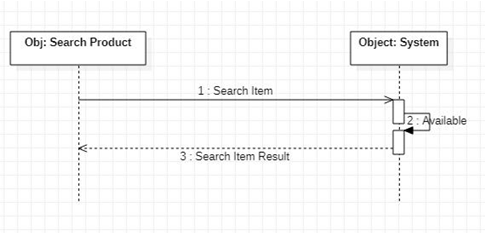 Obj: Search Product
Object: System
1 : Search Item
2 : Available
3 : Search Item Result